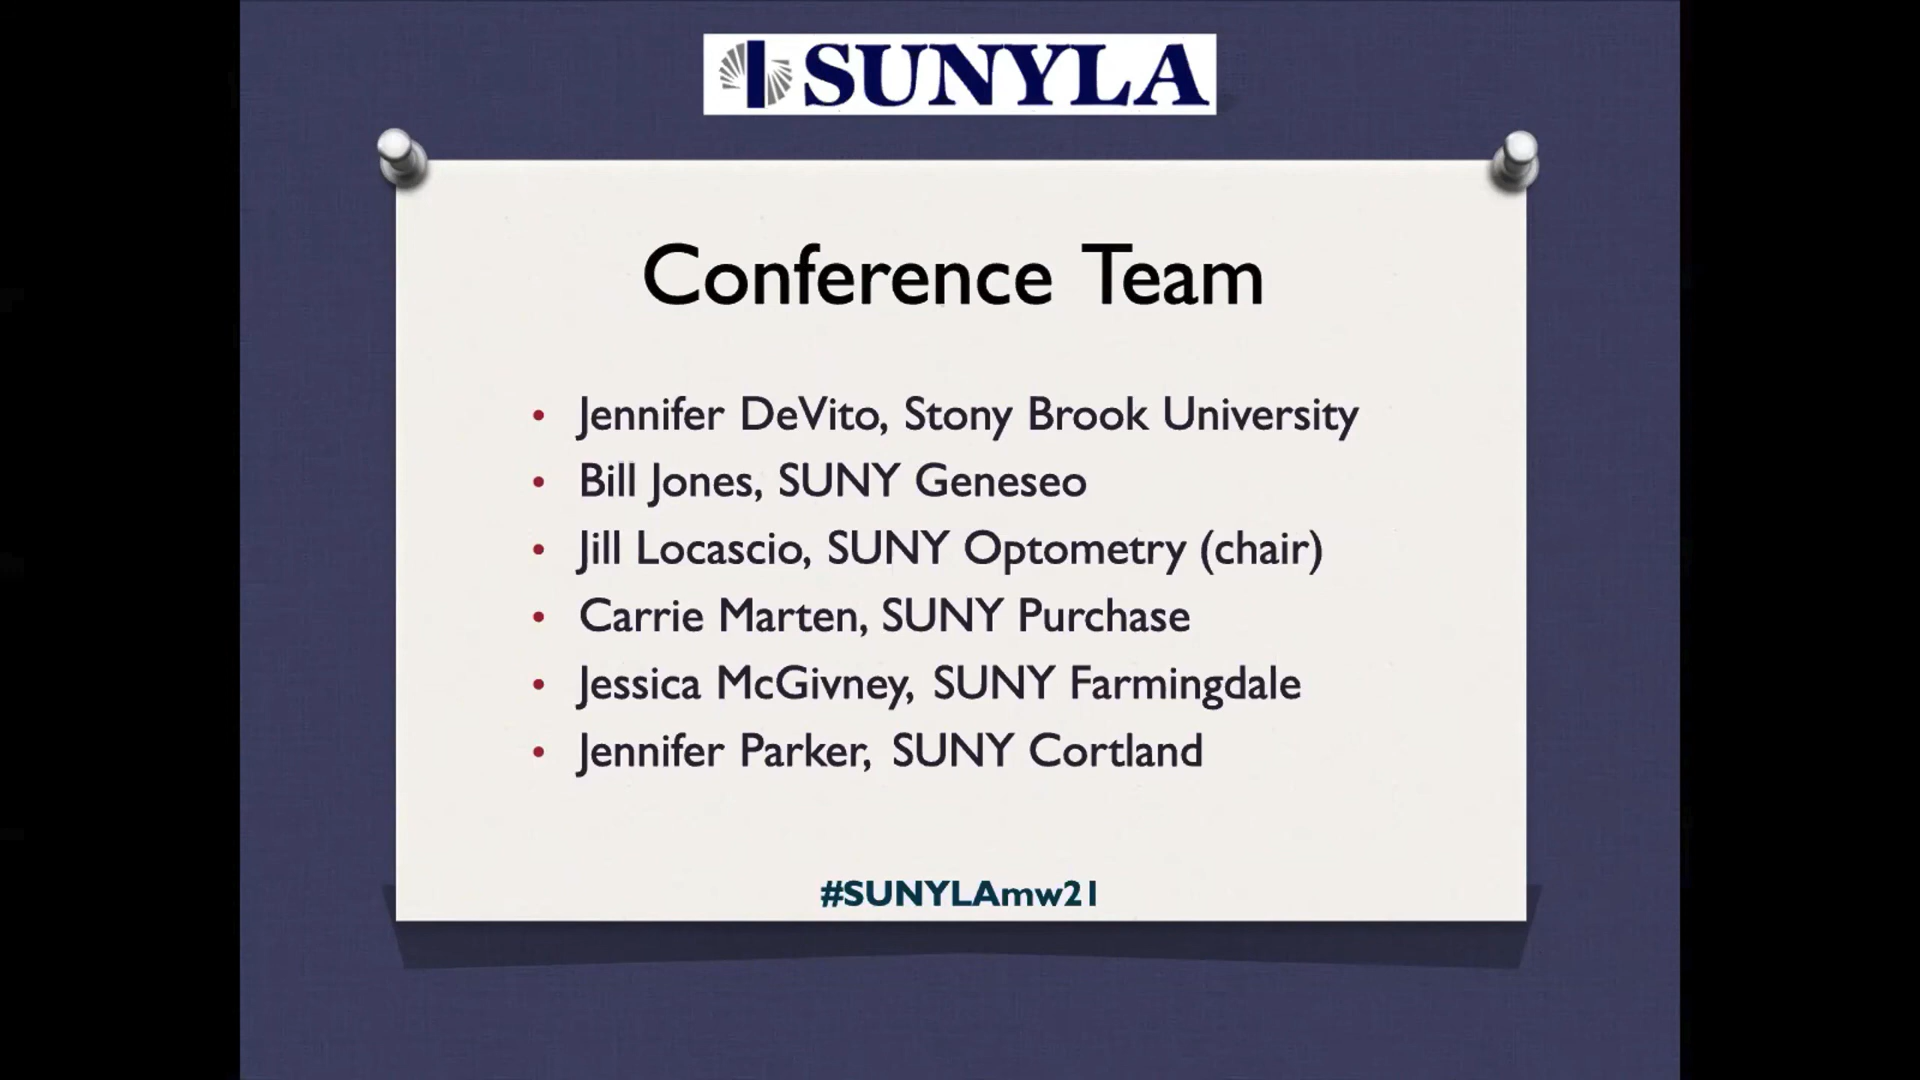 SUNYLA
Conference Team
• Jennifer DeVito, Stony Brook University
• Bill Jones, SUNY Geneseo
• Jill Locascio, SUNY Optometry (chair)
• Carrie Marten, SUNY Purchase
• Jessica McGivney, SUNY Farmingdale
• Jennifer Parker, SUNY Cortland
#SUNYLAmw21